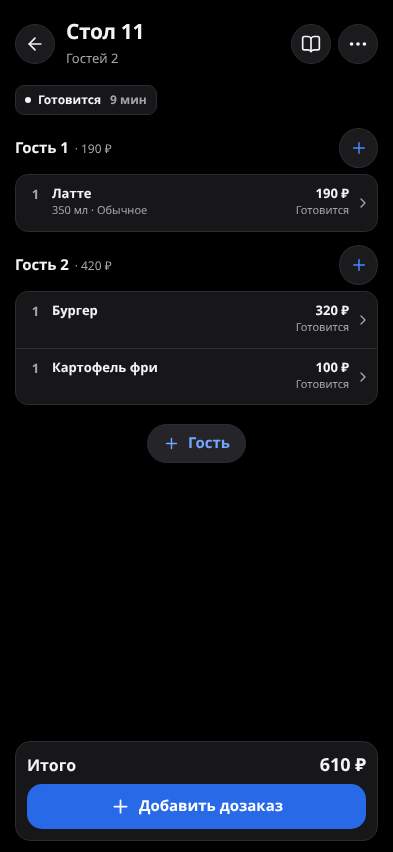 Стол 11
Гостей 2
Готовится 9 мин
Гость 1 · 190 ₽
1 Латте 190 ₽
350 мл · Обычное Готовится
Гость 2 · 420 ₽
1 Бургер 320 ₽
Готовится
1 Картофель фри 100 ₽
Готовится
+ Гость
Итого 610 ₽
+ Добавить дозаказ